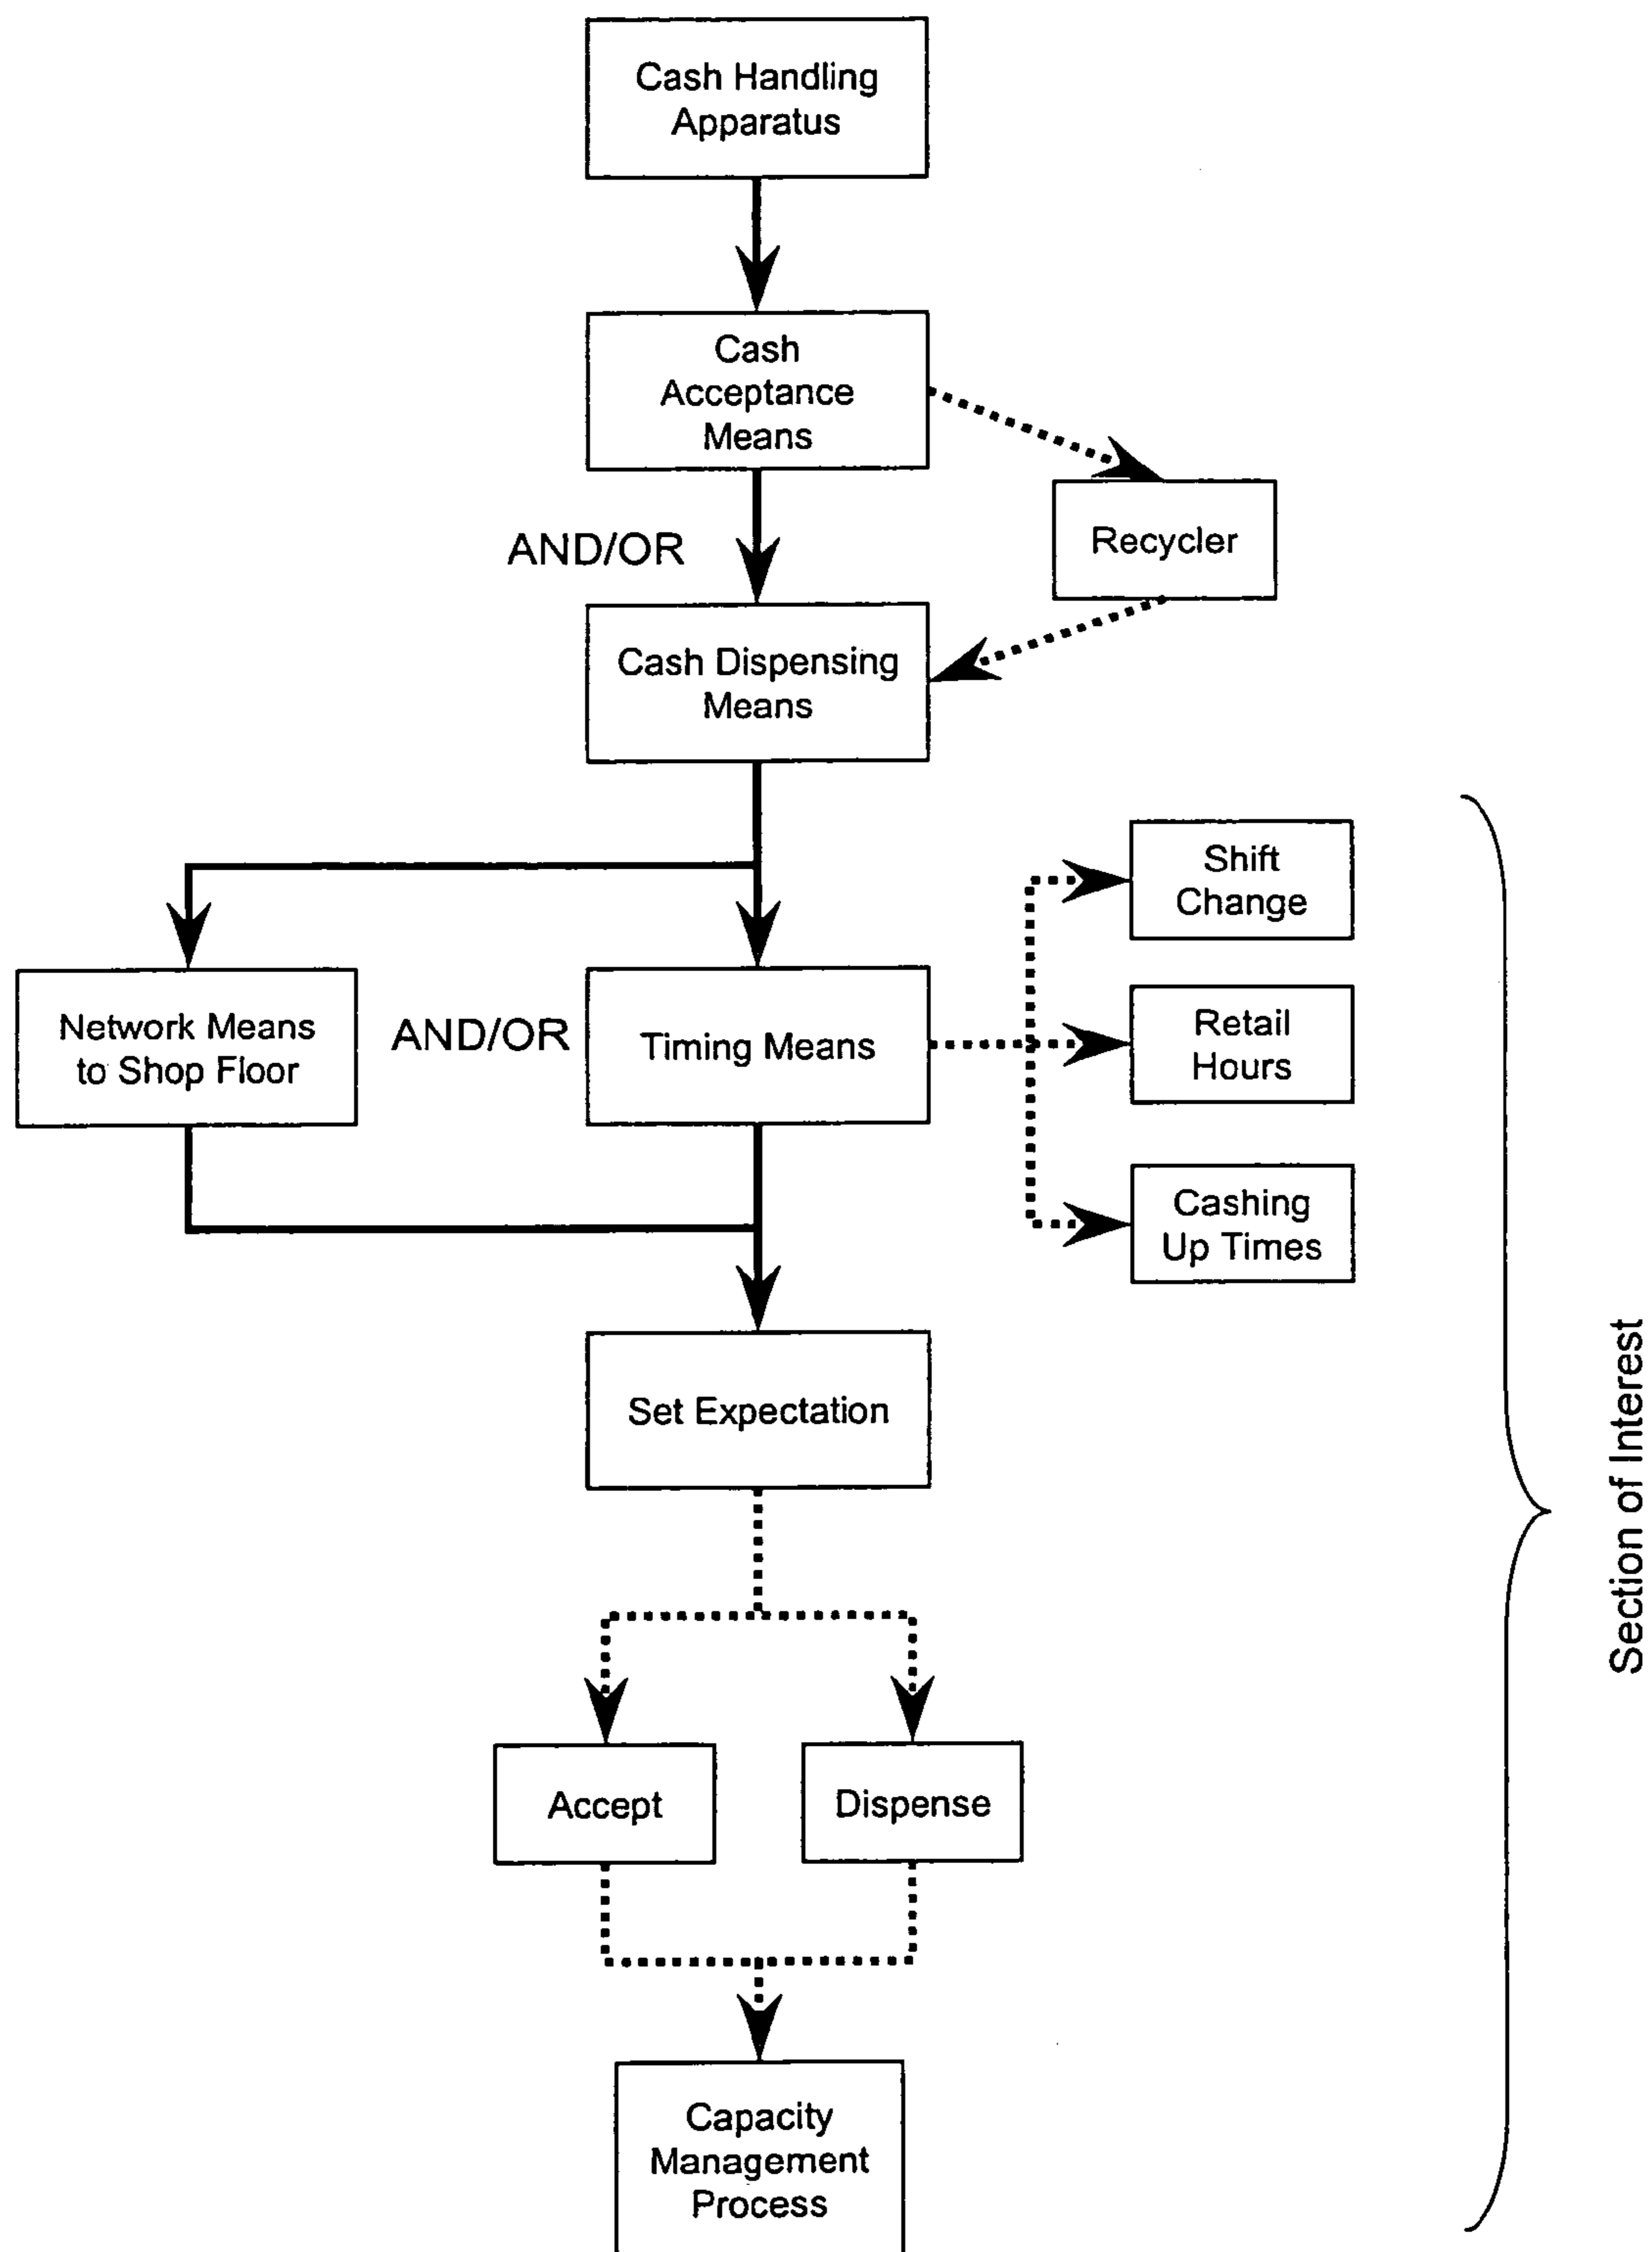 Cash Handling
Apparatus
Cash
Acceptance
Means
AND/OR
Recycler
Cash Dispensing
Means
Shift
Change
Network Means
to Shop Floor
AND/OR
Timing Means
Retail
Hours
Cashing
Up Times
Set Expectation
Section of Interest
Accept
Dispense
Capacity
Management
Process